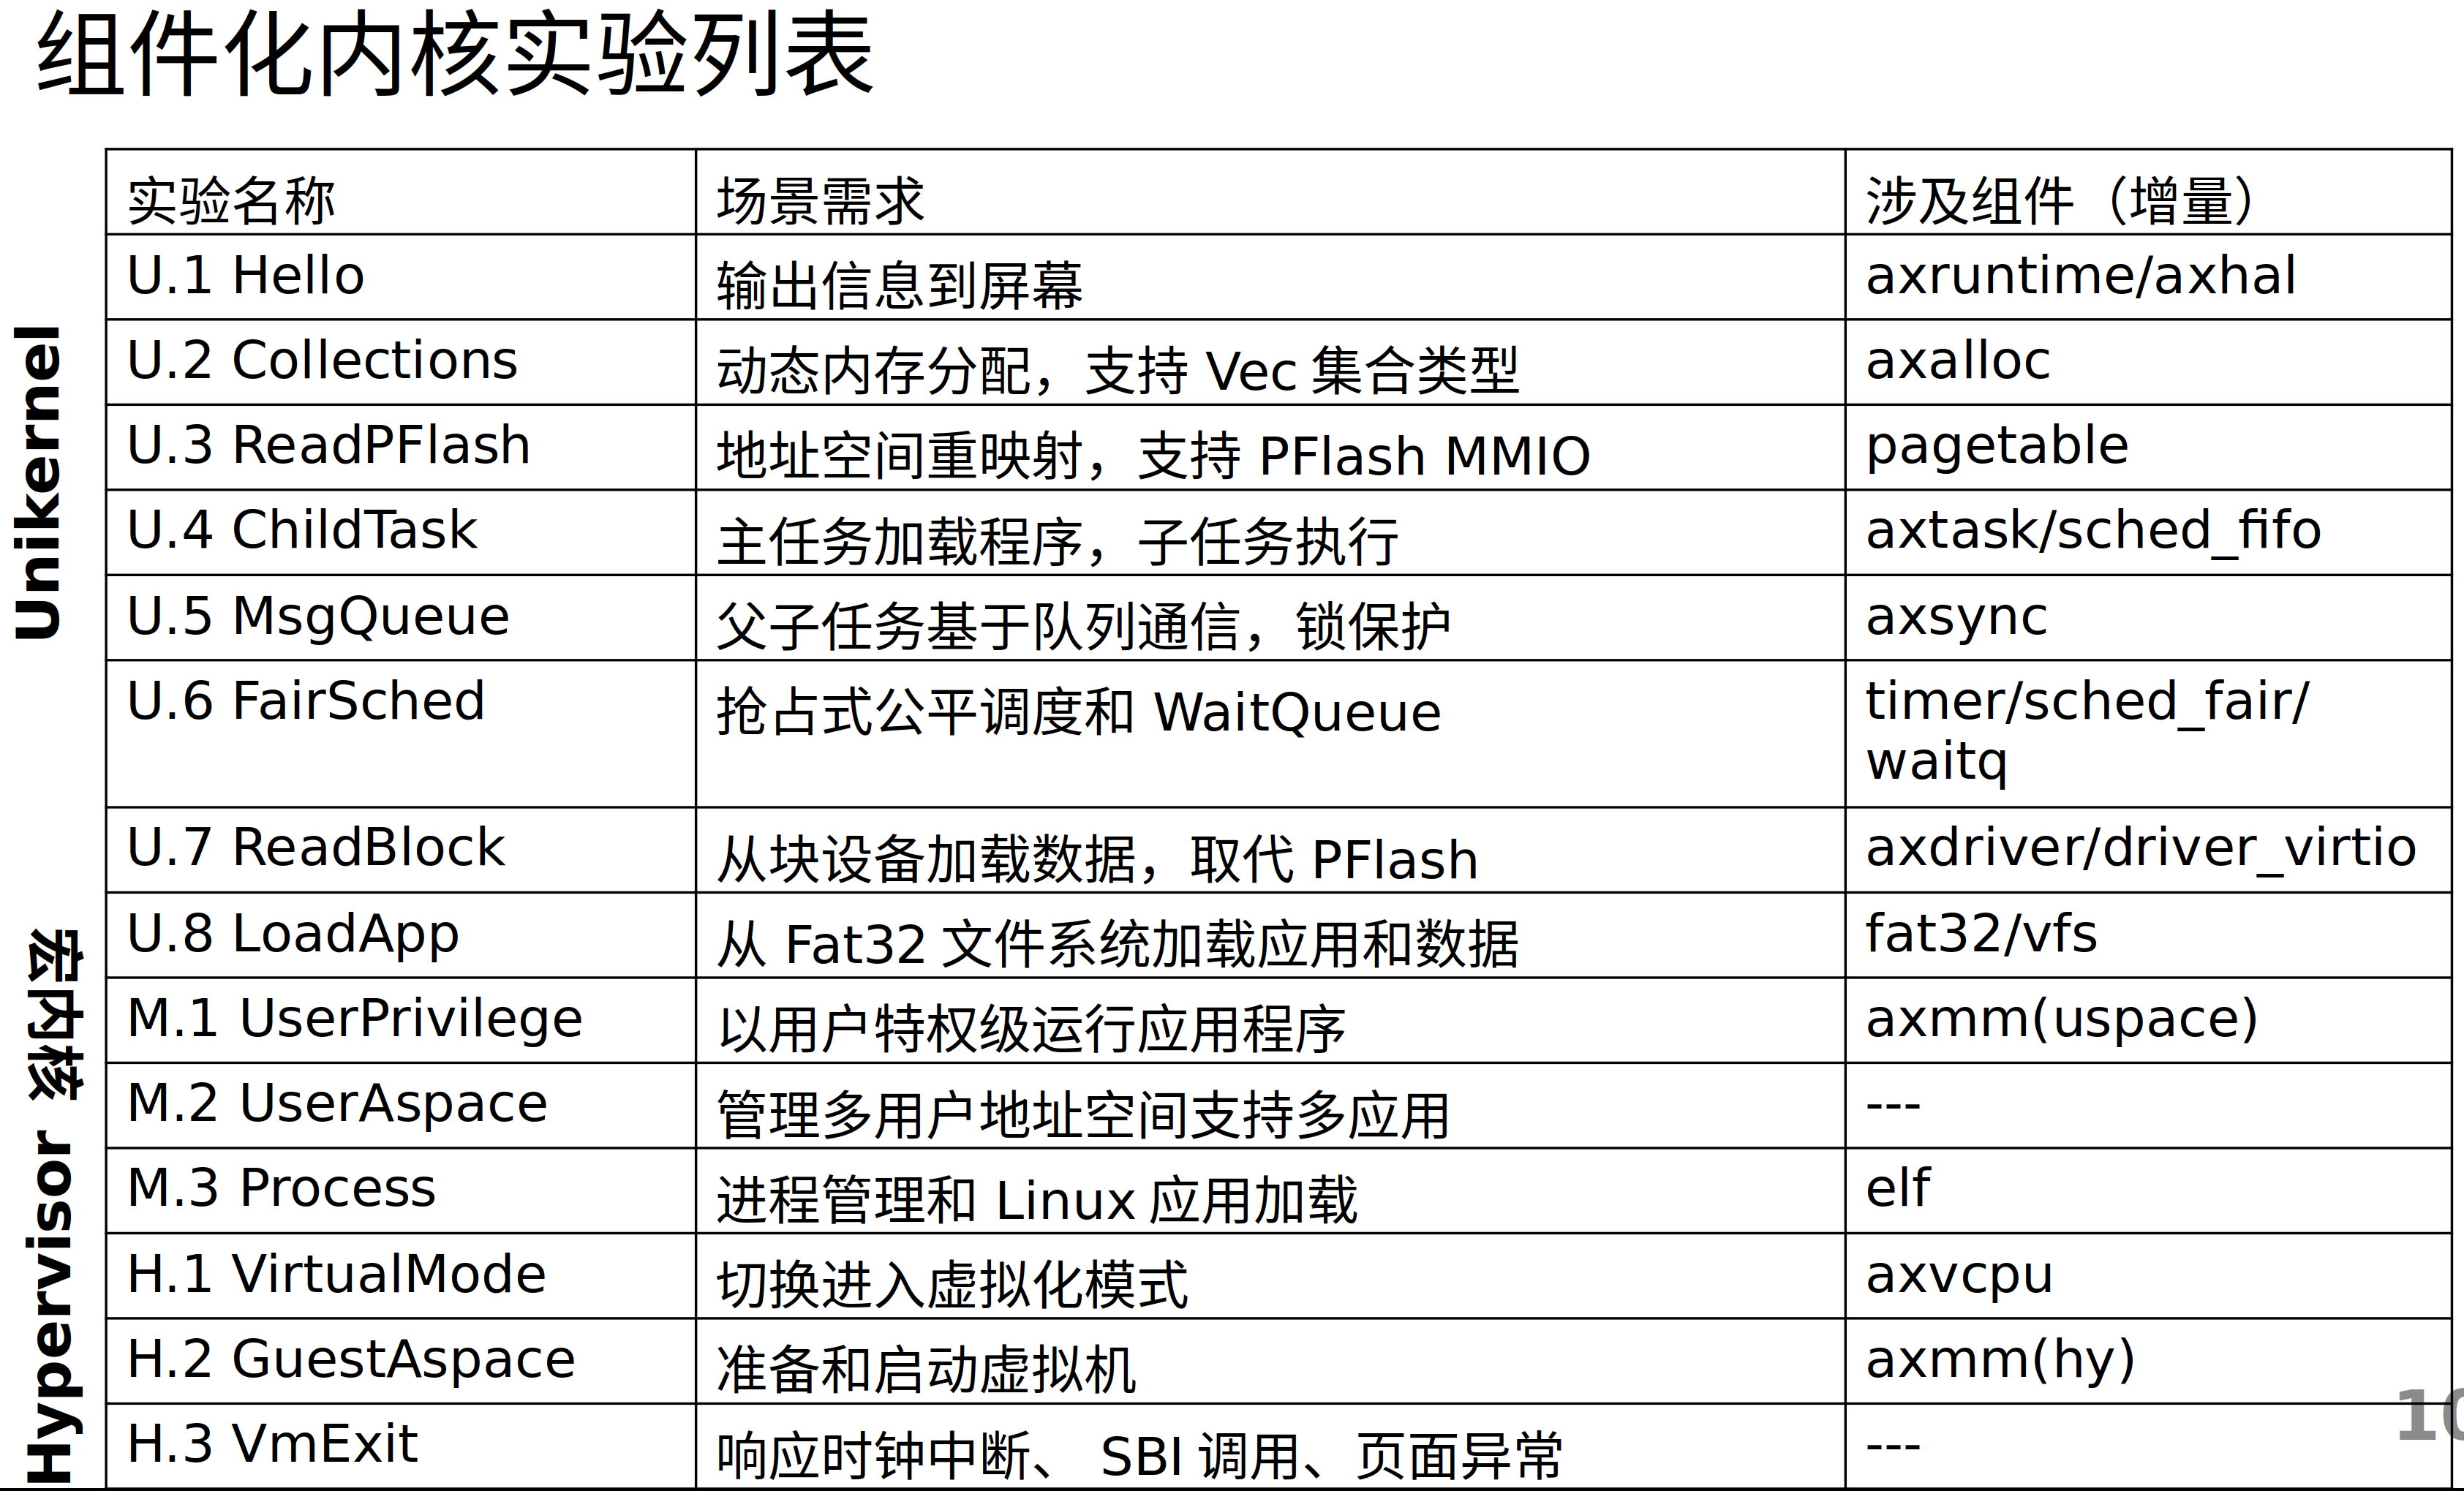 组件化内核实验列表
实验名称 场景需求 涉及组件（增量）
U.1 Hello 输出信息到屏幕 axruntime/axhal
U.2 Collections 动态内存分配，支持 Vec 集合类型 axalloc
U.3 ReadPFlash 地址空间重映射，支持 PFlash MMIO pagetable
U.4 ChildTask 主任务加载程序，子任务执行 axtask/sched_fifo
U.5 MsgQueue 父子任务基于队列通信，锁保护 axsync
U.6 FairSched 抢占式公平调度和 WaitQueue timer/sched_fair/
waitq
U.7 ReadBlock 从块设备加载数据，取代 PFlash axdriver/driver_virtio
U.8 LoadApp 从 Fat32 文件系统加载应用和数据 fat32/vfs
M.1 UserPrivilege 以用户特权级运行应用程序 axmm(uspace)
M.2 UserAspace 管理多用户地址空间支持多应用 ---
M.3 Process 进程管理和 Linux 应用加载 elf
H.1 VirtualMode 切换进入虚拟化模式 axvcpu
H.2 GuestAspace 准备和启动虚拟机 axmm(hy)
H.3 VmExit 响应时钟中断、 SBI 调用、页面异常 ---
Unikernel
宏内核
Hypervisor
10